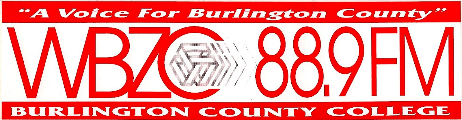 "A Voice For Burlington County"
WBZC 88.9FM
BURLINGTON COUNTY COLLEGE